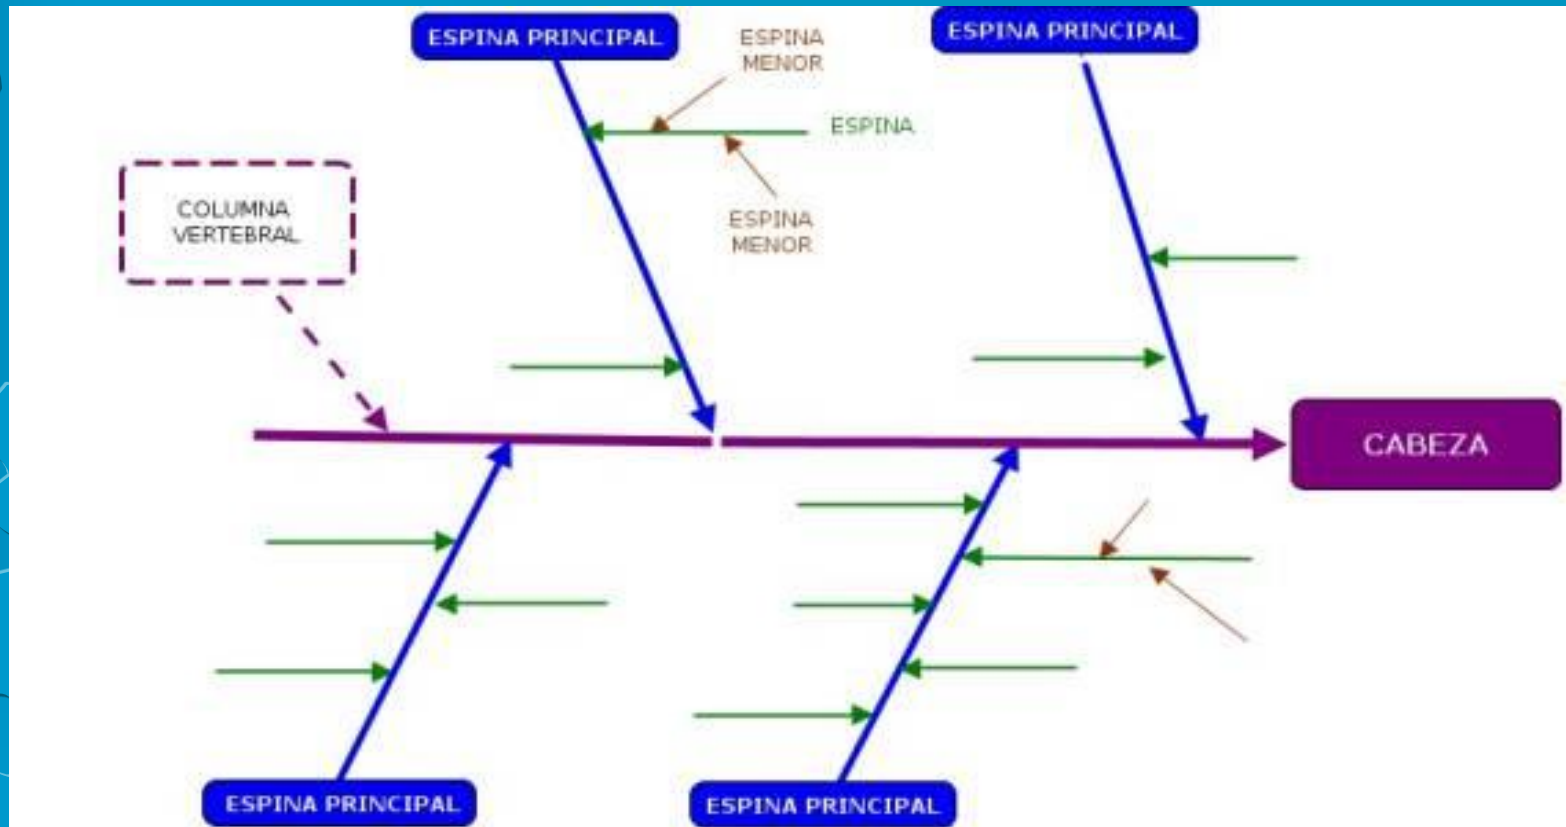 ESPINA PRINCIPAL
ESPINA PRINCIPAL
ESPINA
MENOR
ESPINA
COLUMNA
VERTEBRAL
ESPINA
MENOR
CABEZA
ESPINA PRINCIPAL
ESPINA PRINCIPAL